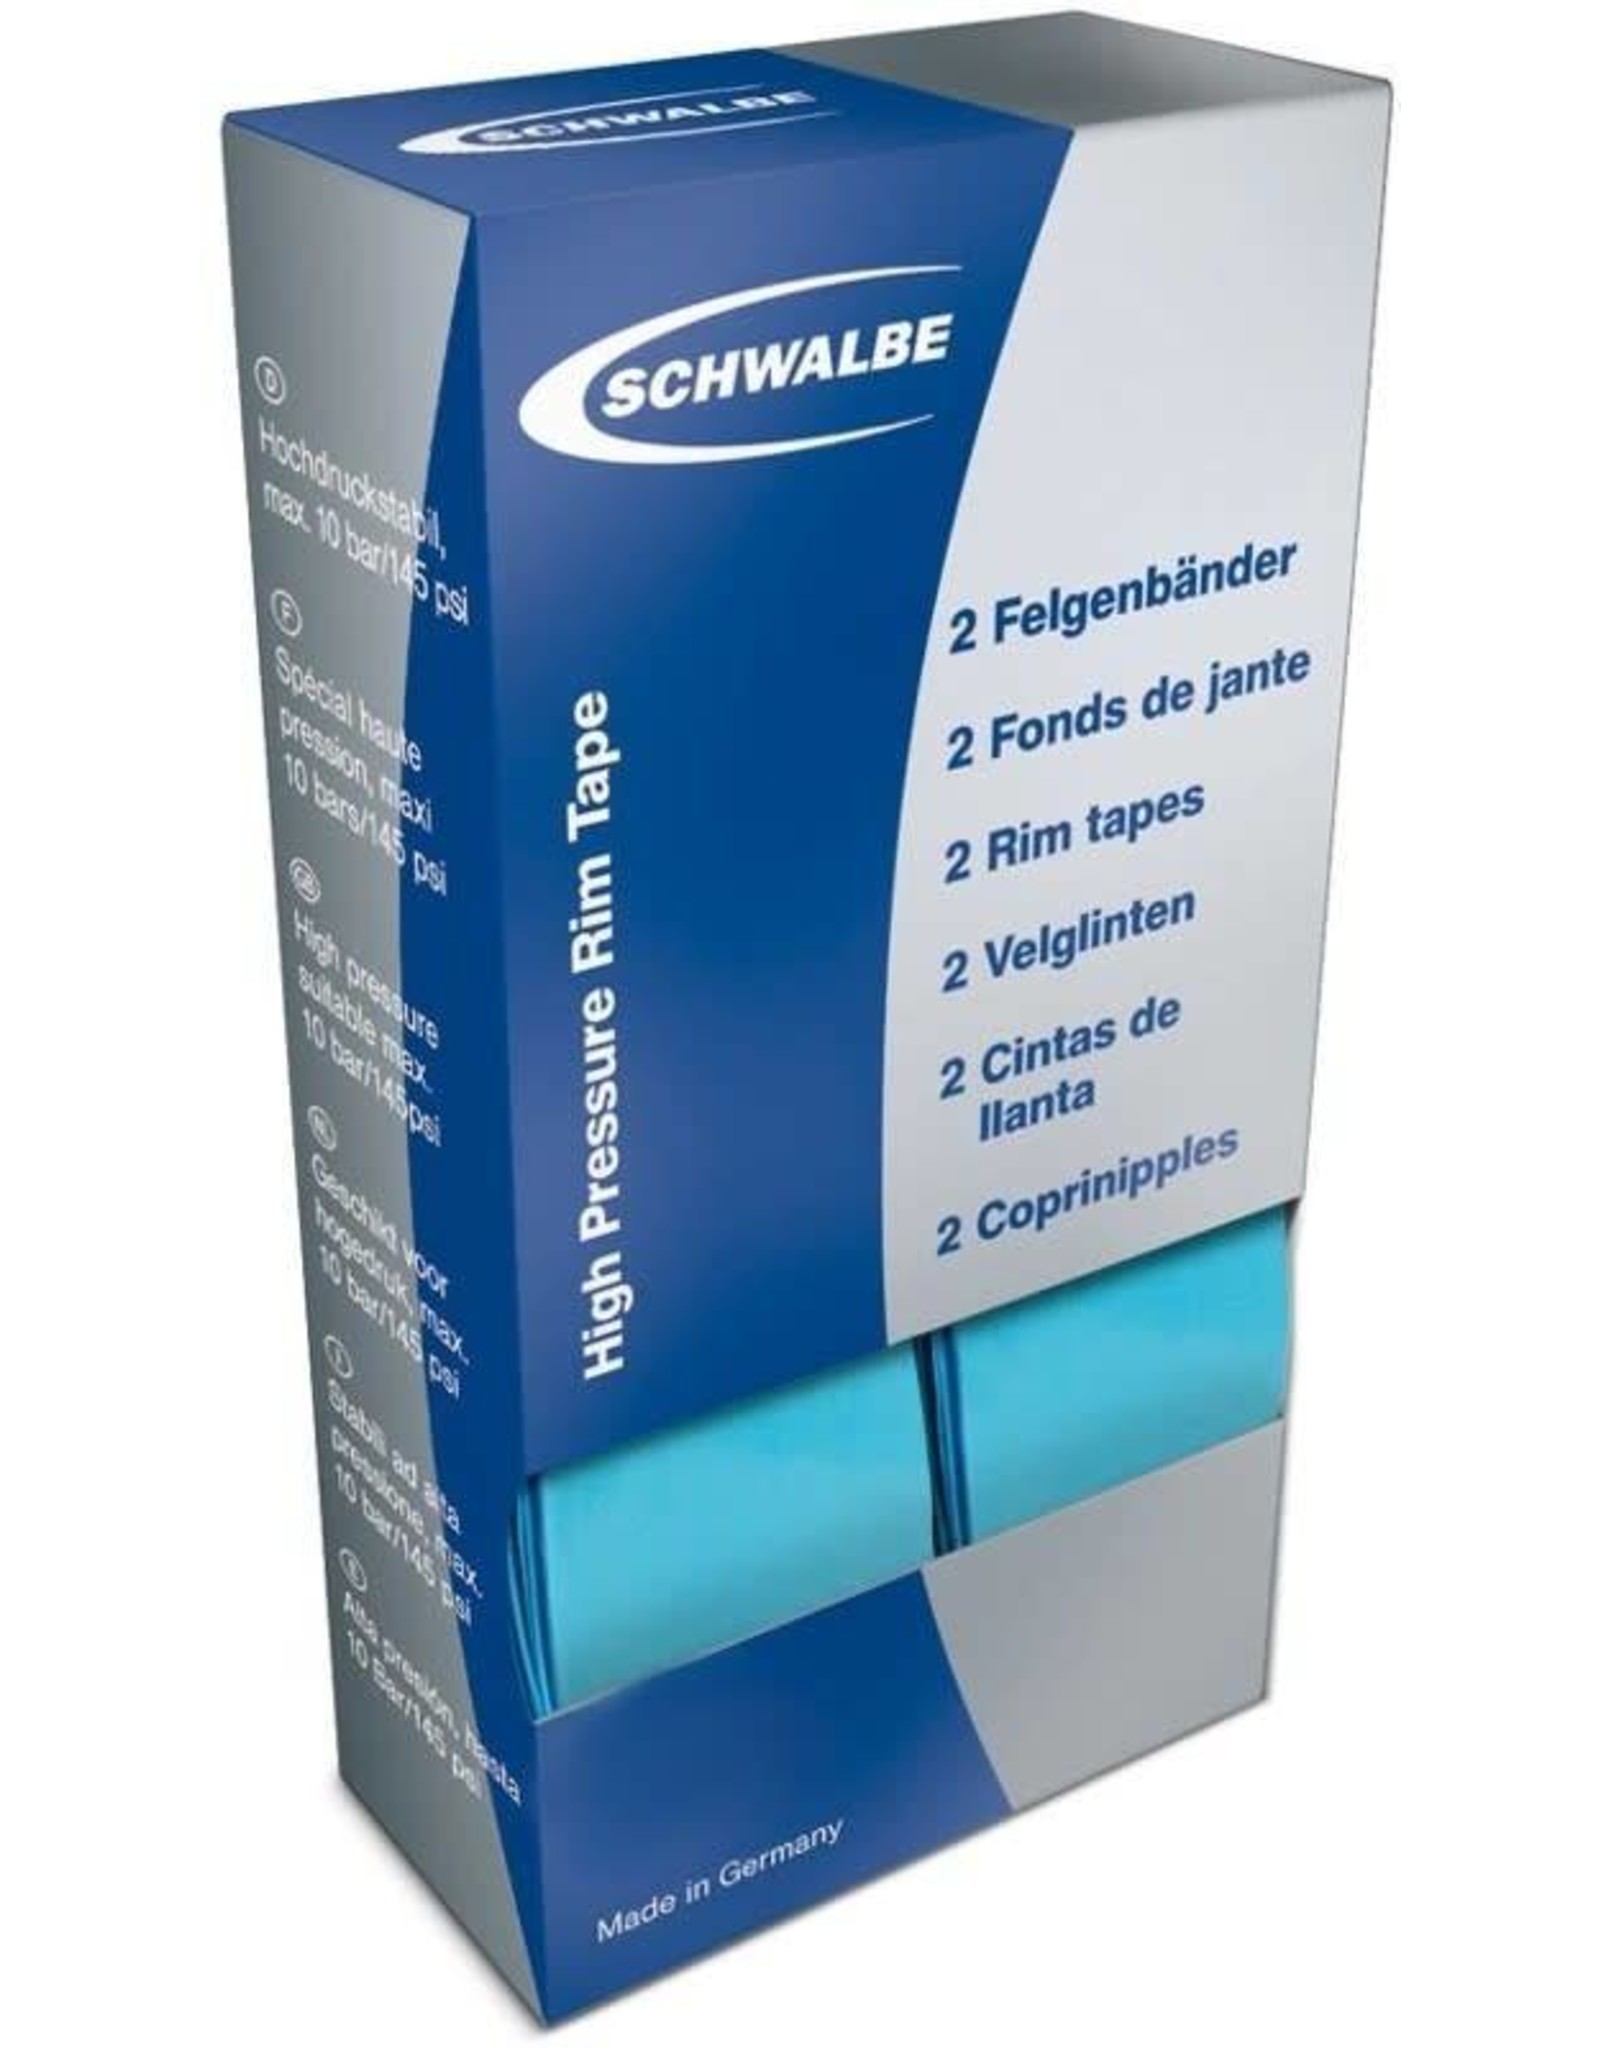 SCHWALBE
SCHWALBE
High Pressure Rim Tape
2 Felgenbänder
2 Fonds de jante
2 Rim tapes
2 Velglinten
2 Cintas de
llanta
2 Coprinipples
Made in Germany
D
Hochdruckstabil,
max. 10 bar/145 psi
F
Spécial haute
pression, maxi
10 bars/145 psi
GB
High pressure
suitable max.
10 bar/145psi
NL
Geschikt voor
hogedruk, max.
10 bar/145 psi
I
Stabili ad alta
pressione, max.
10 bar/145 psi
E
Alta presión, hasta
10 Bar/145 psi